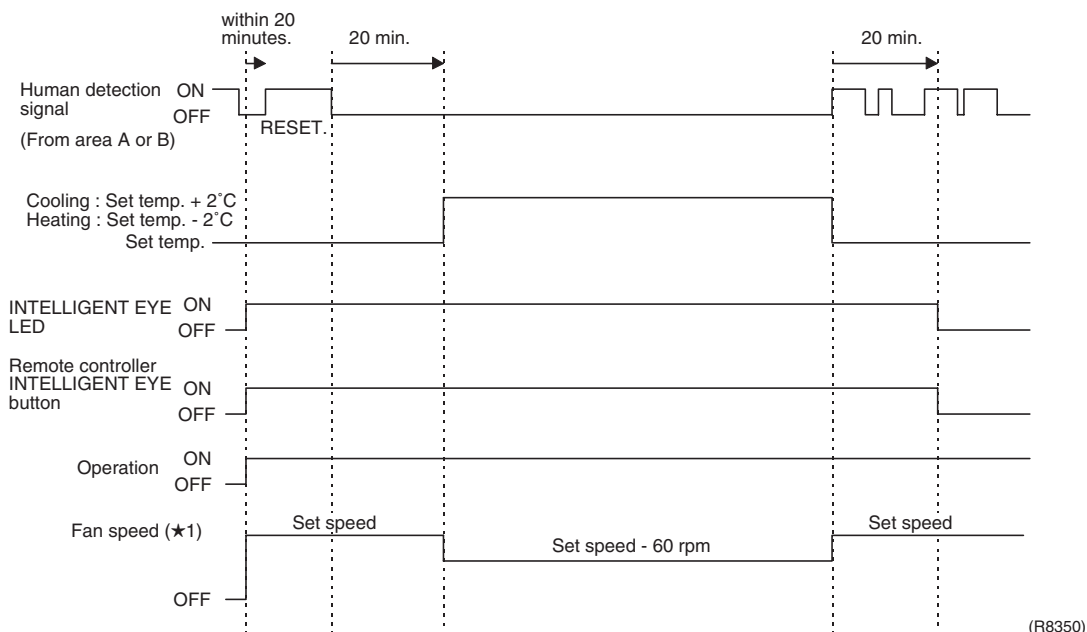 within 20
minutes.
20 min.
20 min.
Human detection
signal
ON
OFF
(From area A or B)
RESET.
Cooling : Set temp. + 2˚C
Heating : Set temp. - 2˚C
Set temp.
INTELLIGENT EYE
LED
ON
OFF
Remote controller
INTELLIGENT EYE
button
ON
OFF
Operation
ON
OFF
Fan speed (★1)
Set speed
Set speed - 60 rpm
Set speed
OFF
(R8350)